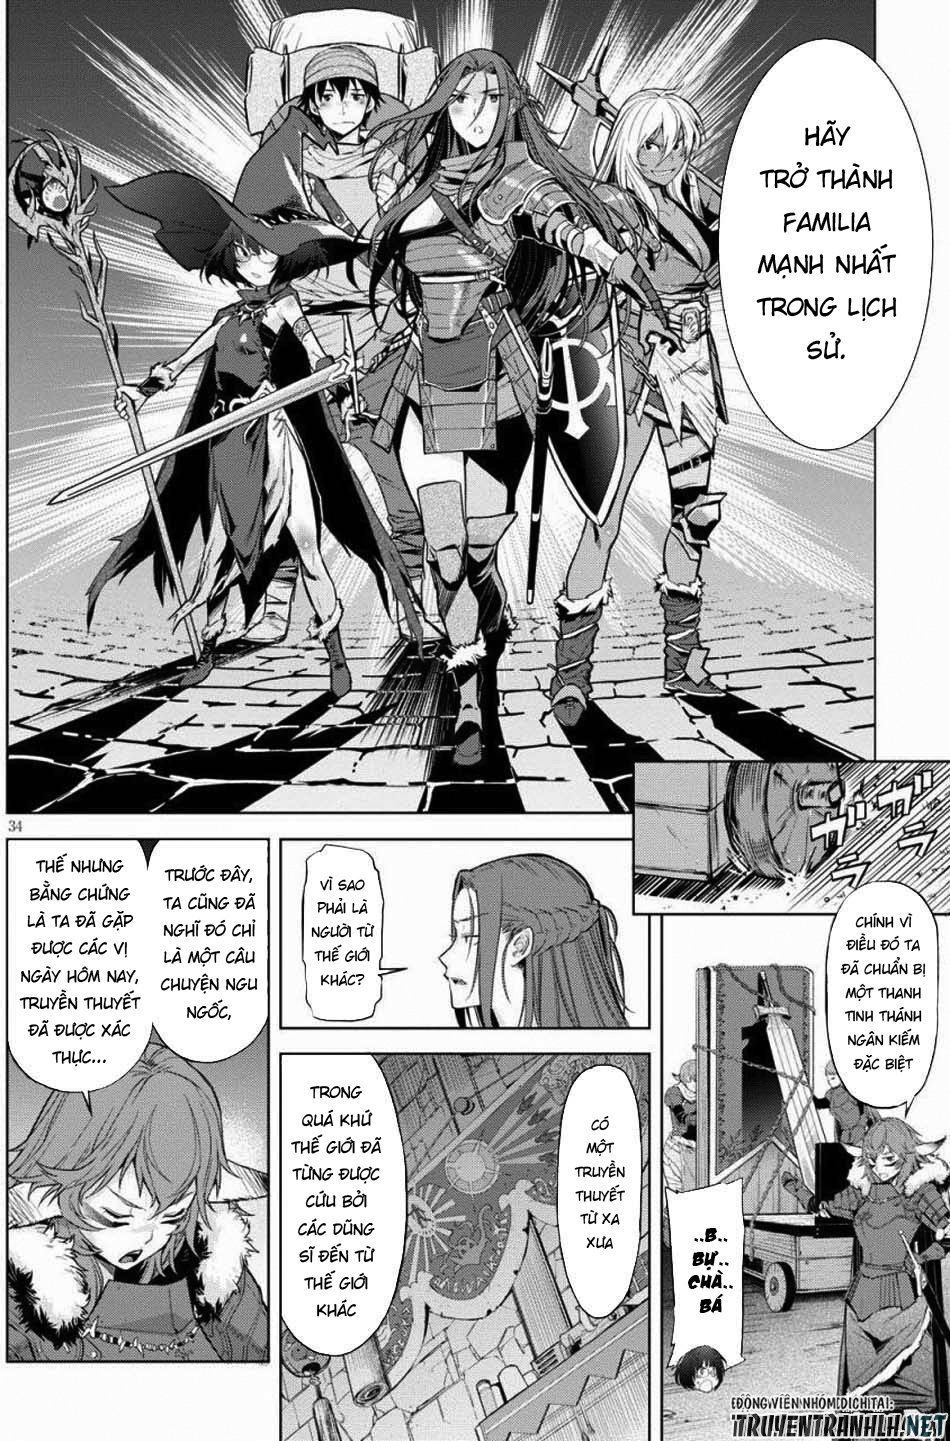 HÃY
TRỞ THÀNH
FAMILIA
MẠNH NHẤT
TRONG LỊCH
SỬ.
34
ガガガ
ララ
VÌ SAO
PHẢI LÀ
NGƯỜI TỪ
THẾ GIỚI
KHÁC?
TRƯỚC ĐÂY,
TA CŨNG ĐÃ
NGHĨ ĐÓ CHỈ
LÀ MỘT CÂU
CHUYỆN NGU
NGỐC,
THẾ NHƯNG
BẰNG CHỨNG
LÀ TA ĐÃ GẶP
ĐƯỢC CÁC VỊ
NGÀY HÔM NAY,
TRUYỀN THUYẾT
ĐÃ ĐƯỢC XÁC
THỰC...
CÓ
MỘT
TRUYỀN
THUYẾT
TỪ XA
XƯA
TRONG
QUÁ KHỨ
THẾ GIỚI ĐÃ
TỪNG ĐƯỢC
CỨU BỞI
CÁC DŨNG
SĨ ĐẾN TỪ
THẾ GIỚI
KHÁC
CHÍNH VÌ
ĐIỀU ĐÓ TA
ĐÃ CHUẨN BỊ
MỘT THANH
TINH THÁNH
NGÂN KIẾM
ĐẶC BIỆT
..B..
BỰ..
CHÀ..
BÁ
ĐỘNG VIÊN NHÓM DỊCH TẠI:
TRUYENTRANHLH.NET